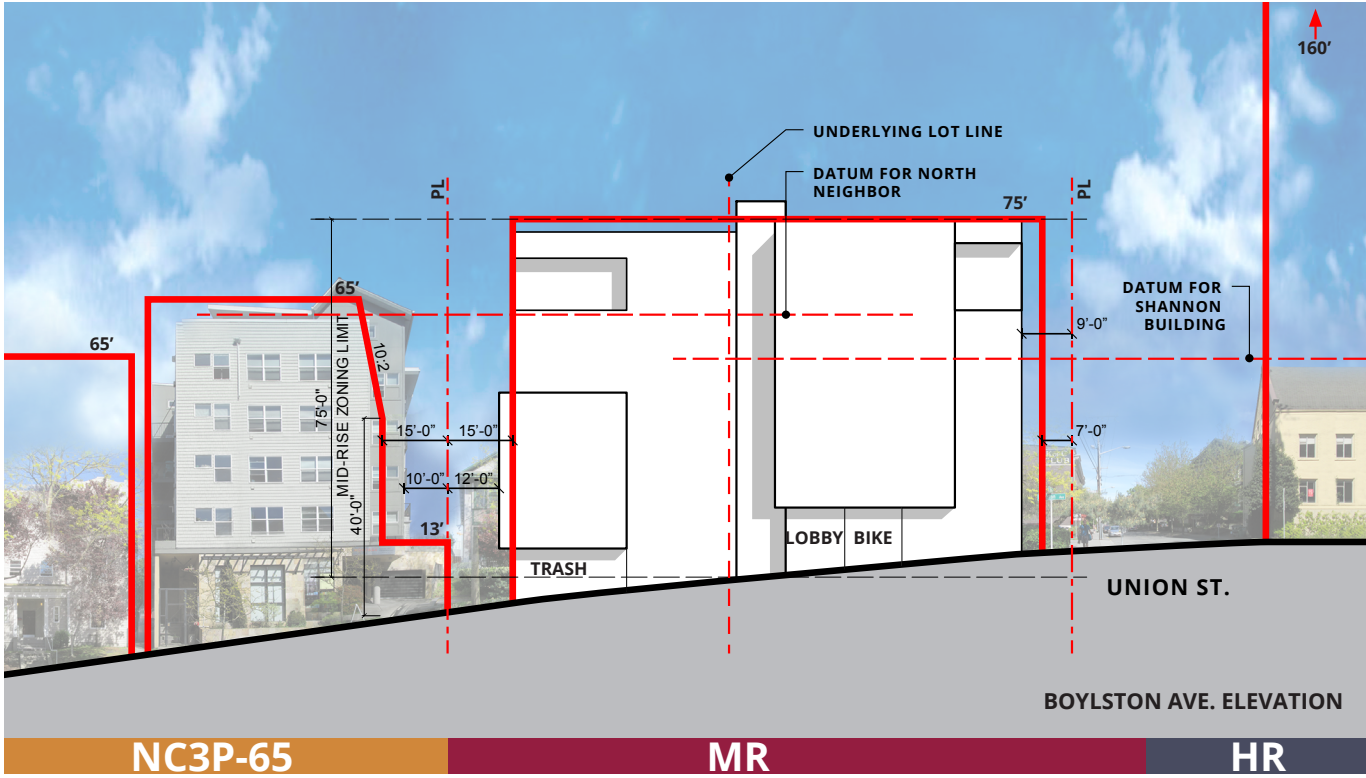 160’
UNDERLYING LOT LINE
DATUM FOR NORTH
NEIGHBOR
PL
PL
75’
65’
65’
DATUM FOR
SHANNON
BUILDING
9’-0”
10:2
75'-0"
MID-RISE ZONING LIMIT
15’-0”
15’-0”
7’-0”
10’-0”
12’-0”
40'-0"
13’
LOBBY
BIKE
TRASH
UNION ST.
BOYLSTON AVE. ELEVATION
NC3P-65
MR
HR